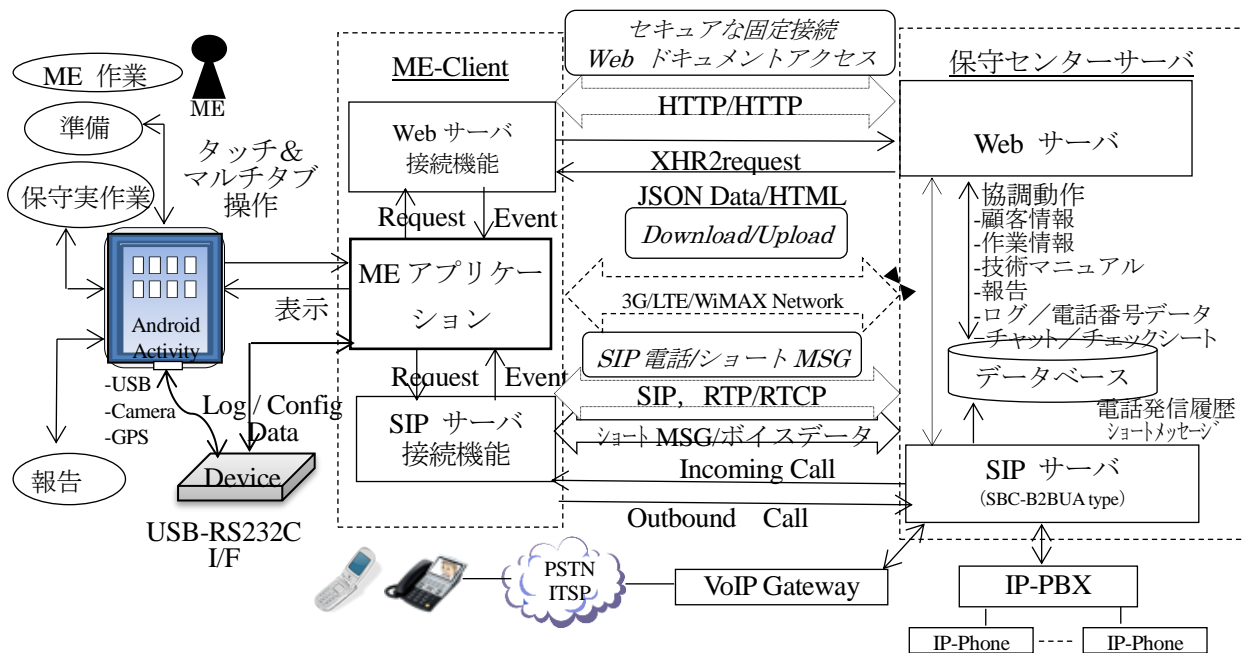 セキュアな固定接続
Web ドキュメントアクセス
ME 作業
ME
ME-Client
保守センターサーバ
HTTP/HTTP
準備
タッチ＆
マルチタブ
操作
Web サーバ
接続機能
Web サーバ
XHR2request
保守実作業
JSON Data/HTML
協調動作
-顧客情報
-作業情報
-技術マニュアル
-報告
-ログ／電話番号データ
-チャット／チェックシート
Request
Event
Download/Upload
ME アプリケー
ション
3G/LTE/WiMAX Network
表示
Android
Activity
SIP 電話/ショート MSG
データベース
-USB
-Camera
-GPS
Log / Config
Data
Request
Event
SIP， RTP/RTCP
電話発信履歴
ショートメッセージ
SIP サーバ
接続機能
ショート MSG/ボイスデータ
報告
Device
Incoming Call
SIP サーバ
（SBC-B2BUA type）
Outbound Call
USB-RS232C
I/F
PSTN
ITSP
VoIP Gateway
IP-PBX
IP-Phone
IP-Phone